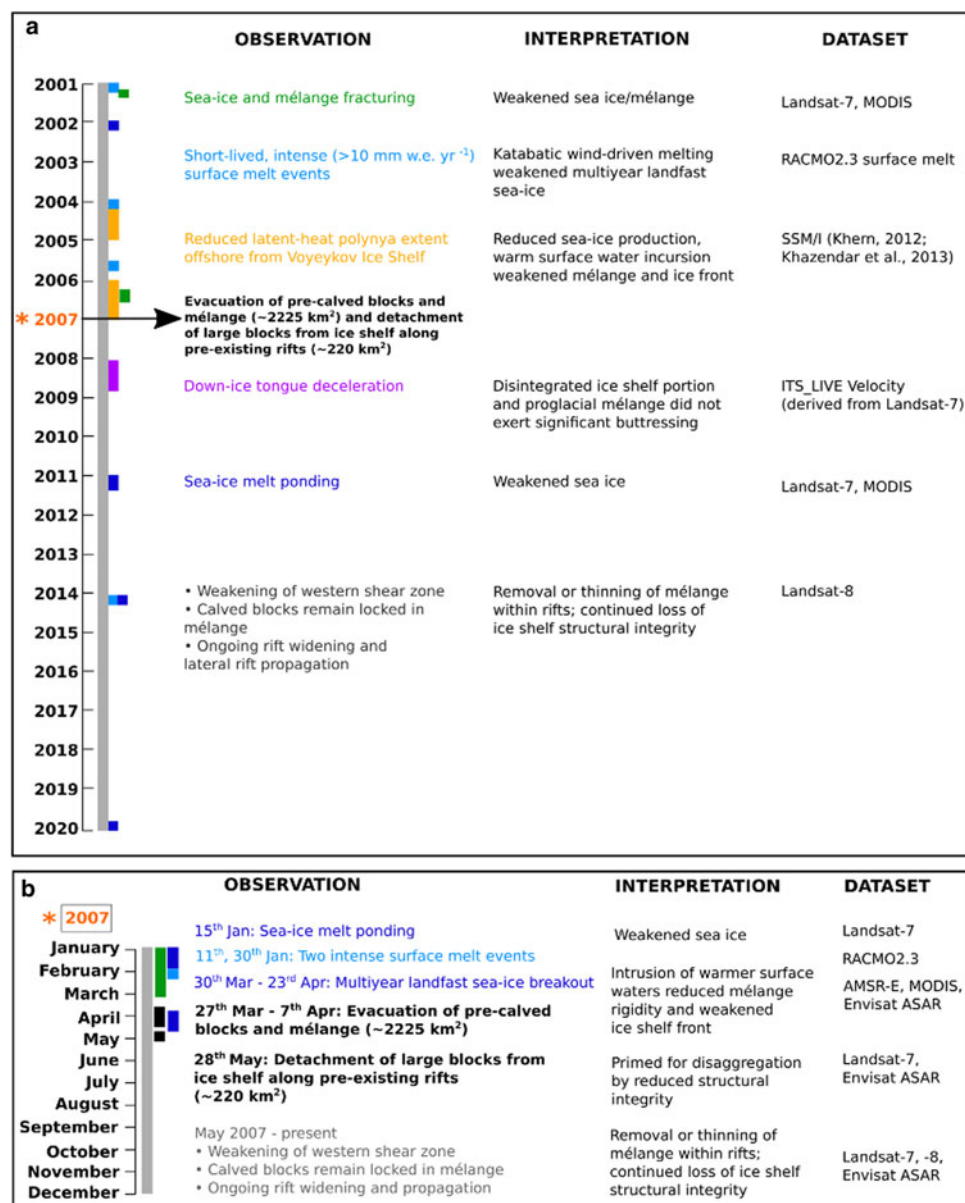 a
OBSERVATION INTERPRETATION DATASET
2001
Sea-ice and mélange fracturing Weakened sea ice/mélange Landsat-7, MODIS
2002
2003
Short-lived, intense (>10 mm w.e. yr -1)
surface melt events
Katabatic wind-driven melting
weakened multiyear landfast
sea-ice
RACMO2.3 surface melt
2004
2005
Reduced latent-heat polynya extent
offshore from Voyeykov Ice Shelf
Reduced sea-ice production,
warm surface water incursion
weakened mélange and ice front
SSM/I (Khern, 2012;
Khazendar et al., 2013)
2006
* 2007
Evacuation of pre-calved blocks and
mélange (~2225 km2) and detachment
of large blocks from ice shelf along
pre-existing rifts (~220 km2)
2008
Down-ice tongue deceleration
Disintegrated ice shelf portion
and proglacial mélange did not
exert significant buttressing
ITS_LIVE Velocity
(derived from Landsat-7)
2009
2010
2011
Sea-ice melt ponding Weakened sea ice Landsat-7, MODIS
2012
2013
2014
• Weakening of western shear zone
• Calved blocks remain locked in
mélange
• Ongoing rift widening and
lateral rift propagation
Removal or thinning of mélange
within rifts; continued loss of
ice shelf structural integrity
Landsat-8
2015
2016
2017
2018
2019
2020
b
OBSERVATION INTERPRETATION DATASET
* 2007
January
February
March
April
May
June
July
August
September
October
November
December
15th Jan: Sea-ice melt ponding
11th, 30th Jan: Two intense surface melt events
30th Mar - 23rd Apr: Multiyear landfast sea-ice breakout
27th Mar - 7th Apr: Evacuation of pre-calved
blocks and mélange (~2225 km2)
28th May: Detachment of large blocks from
ice shelf along pre-existing rifts
(~220 km2)
May 2007 - present
• Weakening of western shear zone
• Calved blocks remain locked in mélange
• Ongoing rift widening and propagation
Weakened sea ice
Intrusion of warmer surface
waters reduced mélange
rigidity and weakened
ice shelf front
Primed for disaggregation
by reduced structural
integrity
Removal or thinning of
mélange within rifts;
continued loss of ice shelf
structural integrity
Landsat-7
RACMO2.3
AMSR-E, MODIS,
Envisat ASAR
Landsat-7,
Envisat ASAR
Landsat-7, -8,
Envisat ASAR